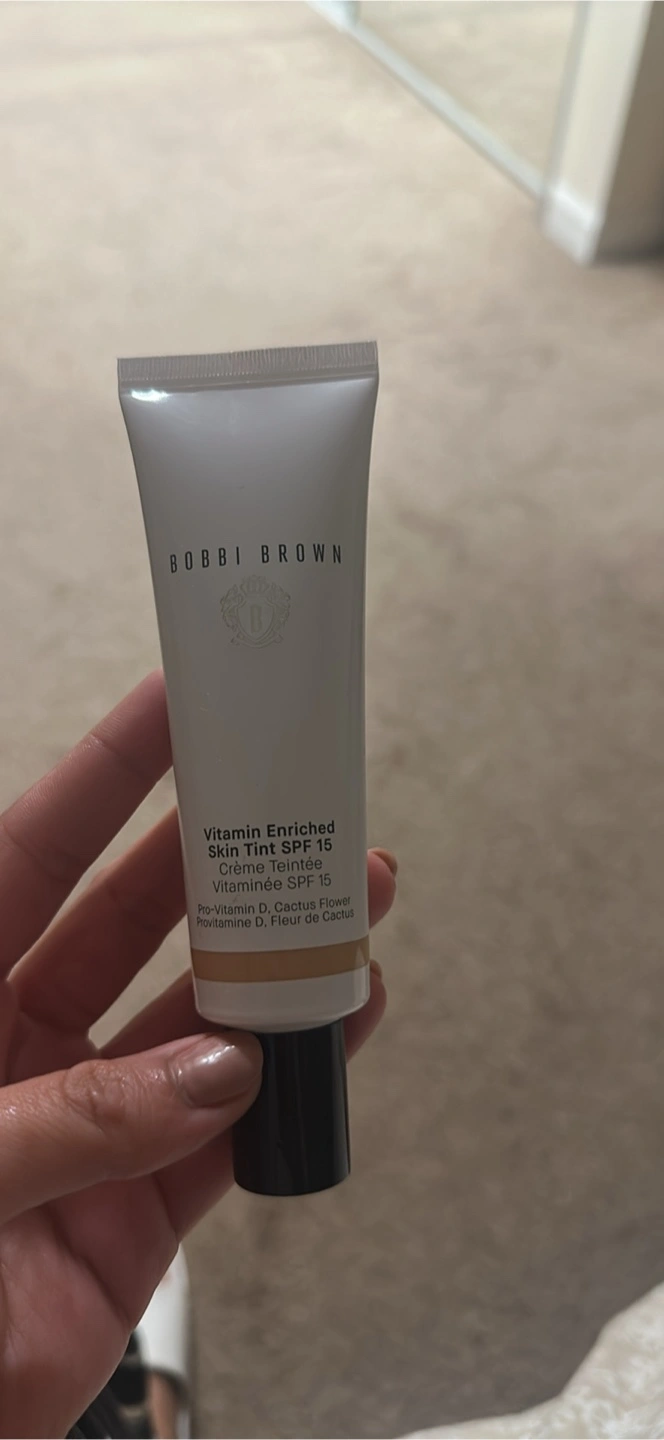 BOBBI BROWN
B
Vitamin Enriched
Skin Tint SPF 15
Crème Teintée
Vitaminée SPF 15
Pro-Vitamin D, Cactus Flower
Provitamine D, Fleur de Cactus